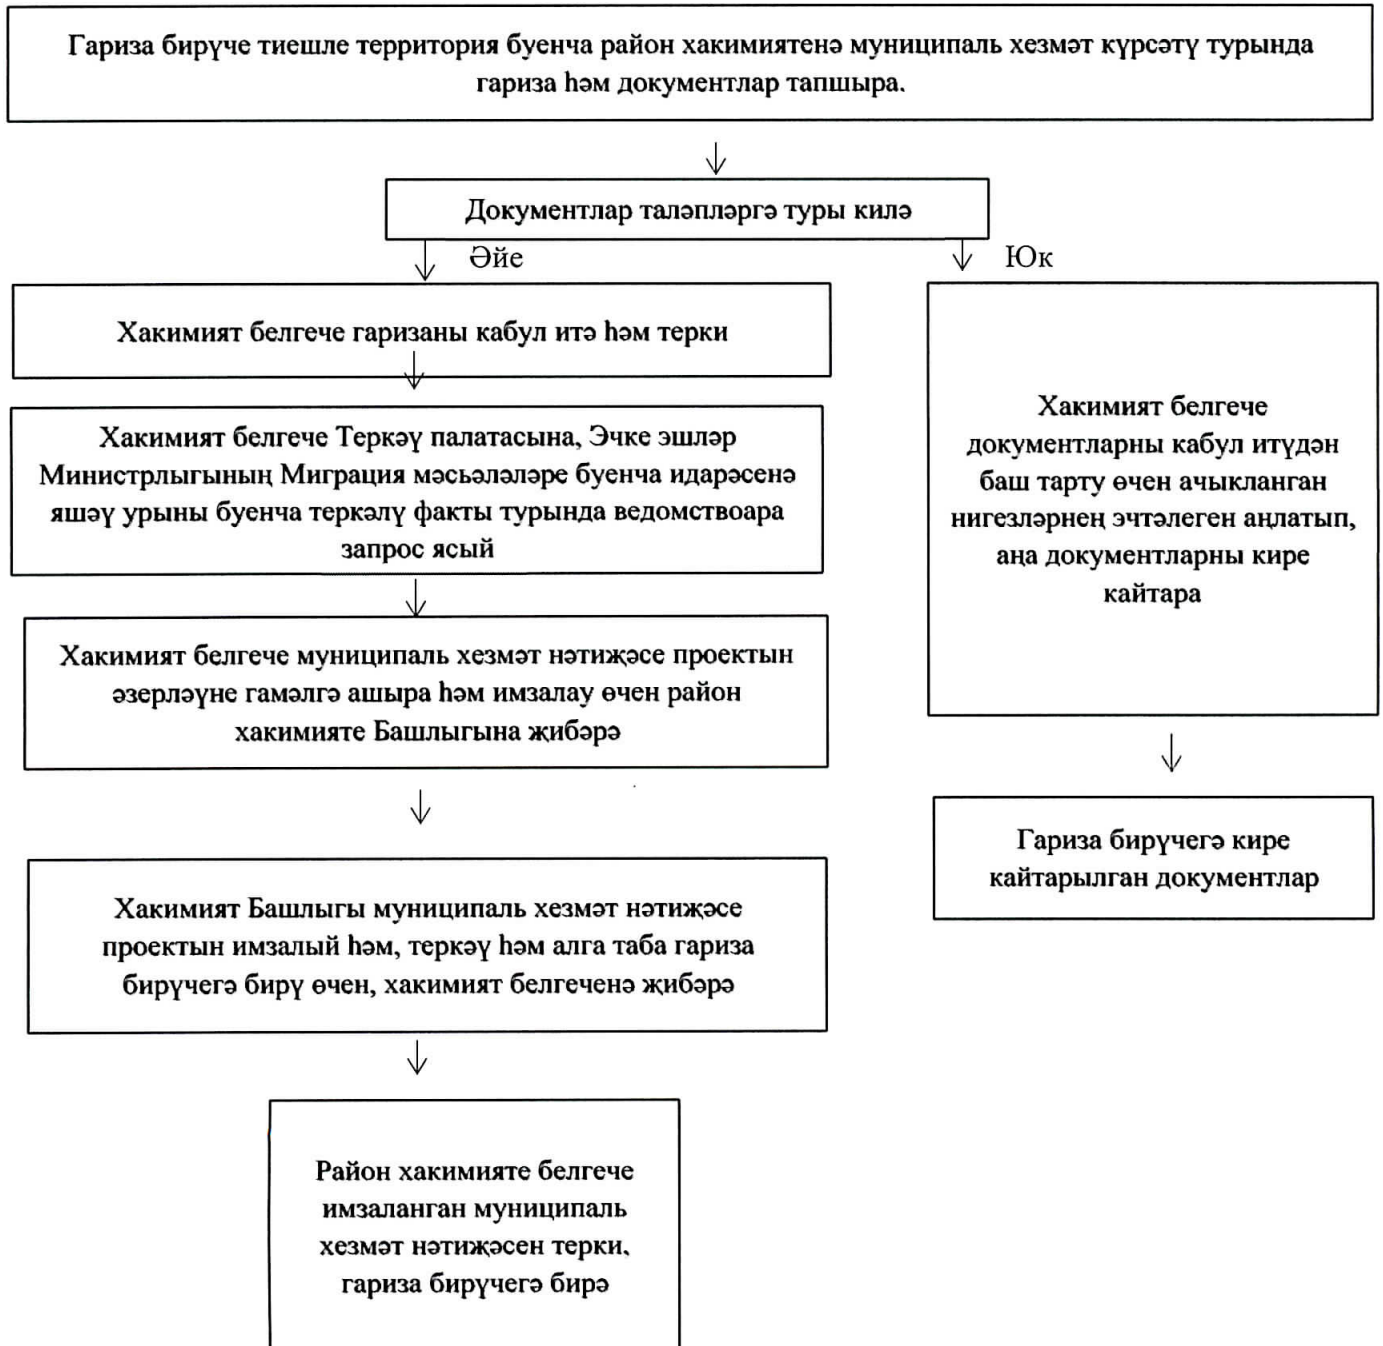 Гариза бирүче тиешле территория буенча район хакимиятенә муниципаль хезмәт күрсәтү турында
гариза һәм документлар тапшыра.
Документлар таләпләргә туры килә
Әйе
Юк
Хакимият белгече гаризаны кабул итә һәм терки
Хакимият белгече Теркәү палатасына, Эчке эшләр
Министрлыгының Миграция мәсьәләләре буенча идарәсенә
яшәү урыны буенча теркәлү факты турында ведомствоара
запрос ясый
Хакимият белгече муниципаль хезмәт нәтиҗәсе проектын
әзерләүне гамәлгә ашыра һәм имзалау өчен район
хакимияте Башлыгына җибәрә
Хакимият Башлыгы муниципаль хезмәт нәтиҗәсе
проектын имзалый һәм, теркәү һәм алга таба гариза
бирүчегә бирү өчен, хакимият белгеченә җибәрә
Район хакимияте белгече
имзаланган муниципаль
хезмәт нәтиҗәсен терки,
гариза бирүчегә бирә
Хакимият белгече
документларны кабул итүдән
баш тарту өчен ачыкланган
нигезләрнең эчтәлеген аңлатып,
аңа документларны кире
кайтара
Гариза бирүчегә кире
кайтарылган документлар